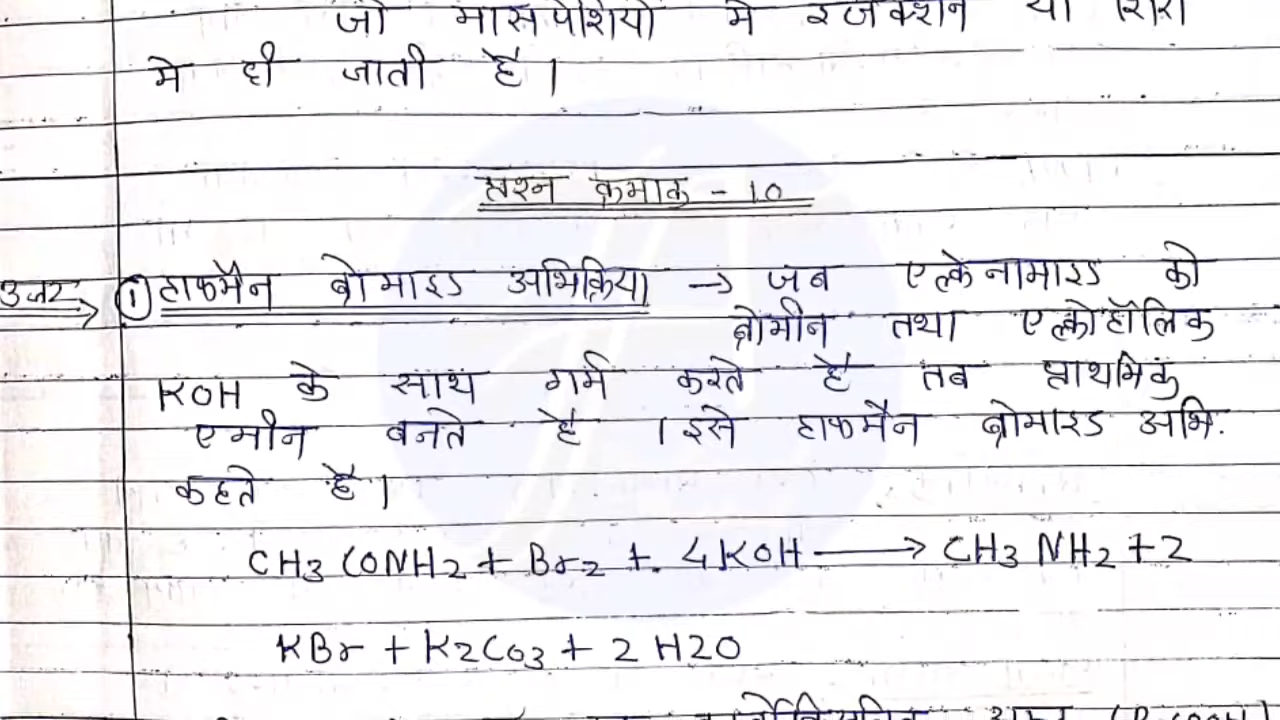 जो मांसपेशियो मे इंजेक्शन या शिरा
मे दी जाती है।
प्रश्न क्रमांक - 10
उत्तर → ① हाफमैन ब्रोमाइड अभिक्रिया → जब एल्केनामाइड को
ब्रोमीन तथा एल्कोहॉलिक
KOH के साथ गर्म करते है तब प्राथमिक
एमीन बनते है । इसे हाफमैन ब्रोमाइड अभि.
कहते है।
CH3 CONH2 + Br2 + 4KOH ⟶ CH3 NH2 + 2
KBr + K2CO3 + 2 H2O